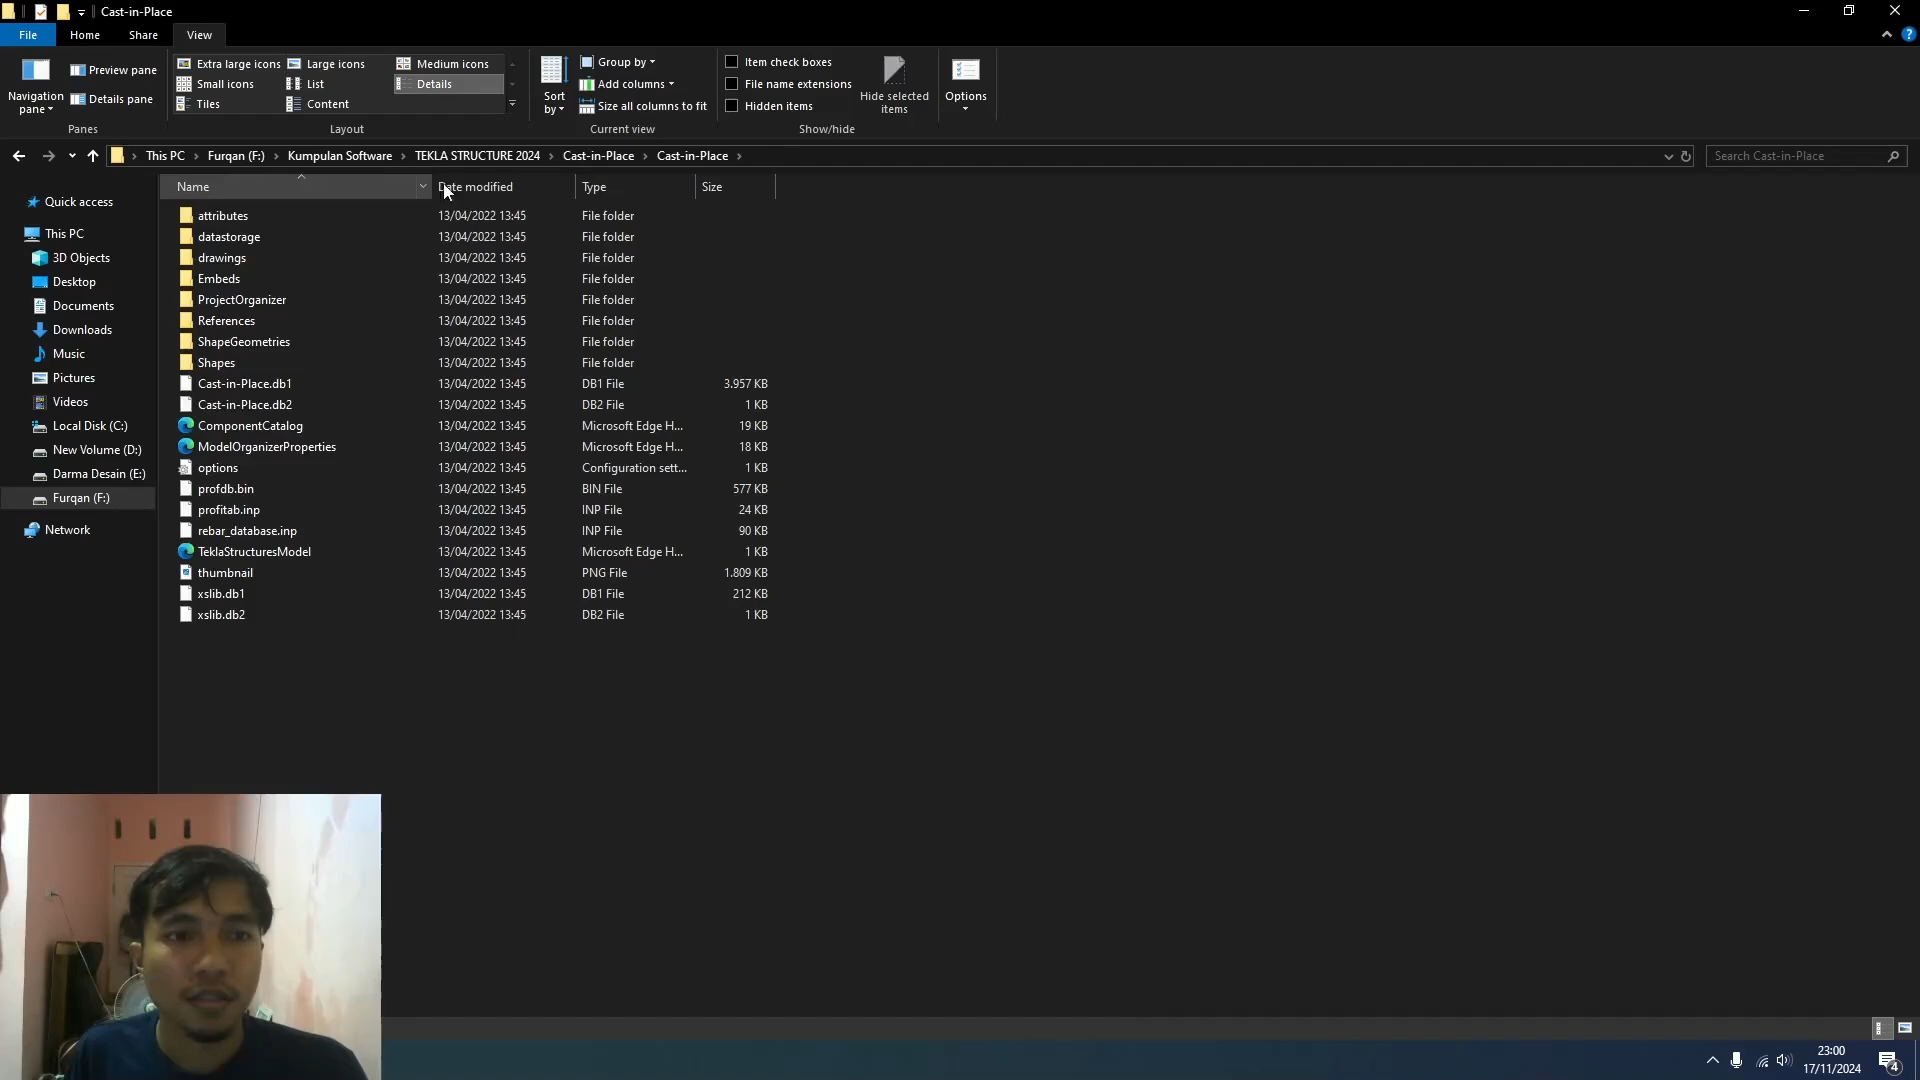 Cast-in-Place
File Home Share View
Navigation pane
Preview pane
Details pane
Panes
Extra large icons Large icons Medium icons
Small icons List Details
Tiles Content
Layout
Sort by
Group by
Add columns
Size all columns to fit
Current view
Item check boxes
File name extensions
Hidden items
Hide selected items
Show/hide
Options
This PC Furqan (F:) Kumpulan Software TEKLA STRUCTURE 2024 Cast-in-Place Cast-in-Place
Search Cast-in-Place
Quick access
This PC
3D Objects
Desktop
Documents
Downloads
Music
Pictures
Videos
Local Disk (C:)
New Volume (D:)
Darma Desain (E:)
Furqan (F:)
Network
Name Date modified Type Size
attributes 13/04/2022 13:45 File folder
datastorage 13/04/2022 13:45 File folder
drawings 13/04/2022 13:45 File folder
Embeds 13/04/2022 13:45 File folder
ProjectOrganizer 13/04/2022 13:45 File folder
References 13/04/2022 13:45 File folder
ShapeGeometries 13/04/2022 13:45 File folder
Shapes 13/04/2022 13:45 File folder
Cast-in-Place.db1 13/04/2022 13:45 DB1 File 3.957 KB
Cast-in-Place.db2 13/04/2022 13:45 DB2 File 1 KB
ComponentCatalog 13/04/2022 13:45 Microsoft Edge H... 19 KB
ModelOrganizerProperties 13/04/2022 13:45 Microsoft Edge H... 18 KB
options 13/04/2022 13:45 Configuration sett... 1 KB
profdb.bin 13/04/2022 13:45 BIN File 577 KB
profitab.inp 13/04/2022 13:45 INP File 24 KB
rebar_database.inp 13/04/2022 13:45 INP File 90 KB
TeklaStructuresModel 13/04/2022 13:45 Microsoft Edge H... 1 KB
thumbnail 13/04/2022 13:45 PNG File 1.809 KB
xslib.db1 13/04/2022 13:45 DB1 File 212 KB
xslib.db2 13/04/2022 13:45 DB2 File 1 KB
23:00
17/11/2024
4